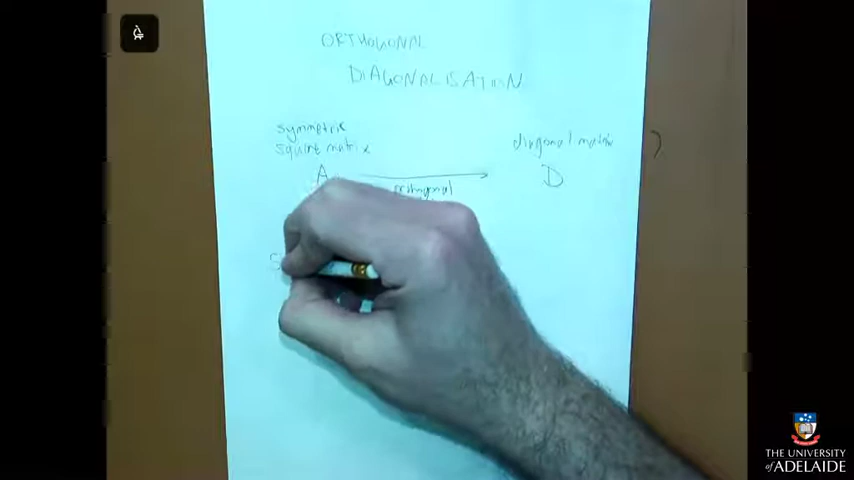 ORTHOGONAL
DIAGONALISATION
symmetric
square matrix
diagonal matrix
A
D
orthogonal
S
THE UNIVERSITY
of ADELAIDE